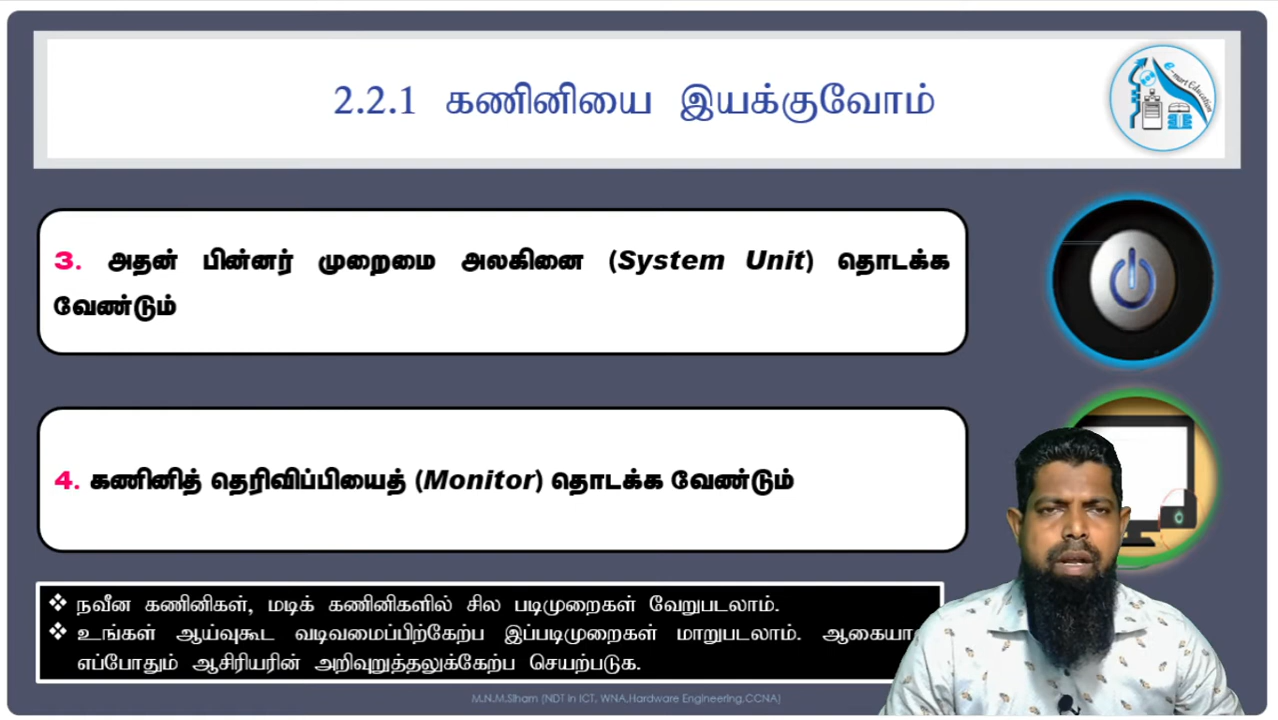 2.2.1 கணினியை இயக்குவோம்
e-mart Education
3. அதன் பின்னர் முறைமை அலகினை (System Unit) தொடக்க
வேண்டும்
4. கணினித் தெரிவிப்பியைத் (Monitor) தொடக்க வேண்டும்
❖ நவீன கணினிகள், மடிக் கணினிகளில் சில படிமுறைகள் வேறுபடலாம்.
❖ உங்கள் ஆய்வுகூட வடிவமைப்பிற்கேற்ப இப்படிமுறைகள் மாறுபடலாம்.
எப்போதும் ஆசிரியரின் அறிவுறுத்தலுக்கேற்ப செயற்படுக.
M.N.M.Siham (NDT in ICT, WNA,Hardware Engineering,CCNA)